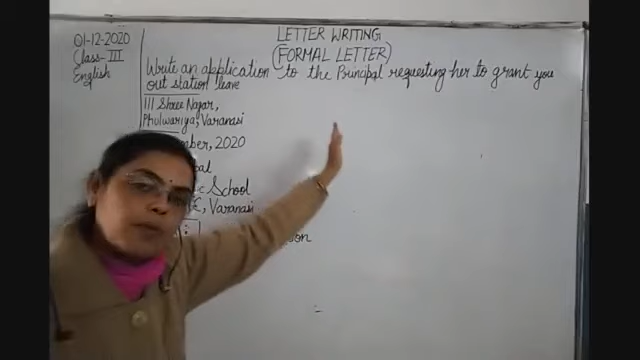 01-12-2020
Class-III
English
LETTER WRITING
(FORMAL LETTER)
Write an application to the Principal requesting her to grant you
out station leave
111 Shree Nagar,
Phulwariya, Varanasi
2020
School
Varanasi